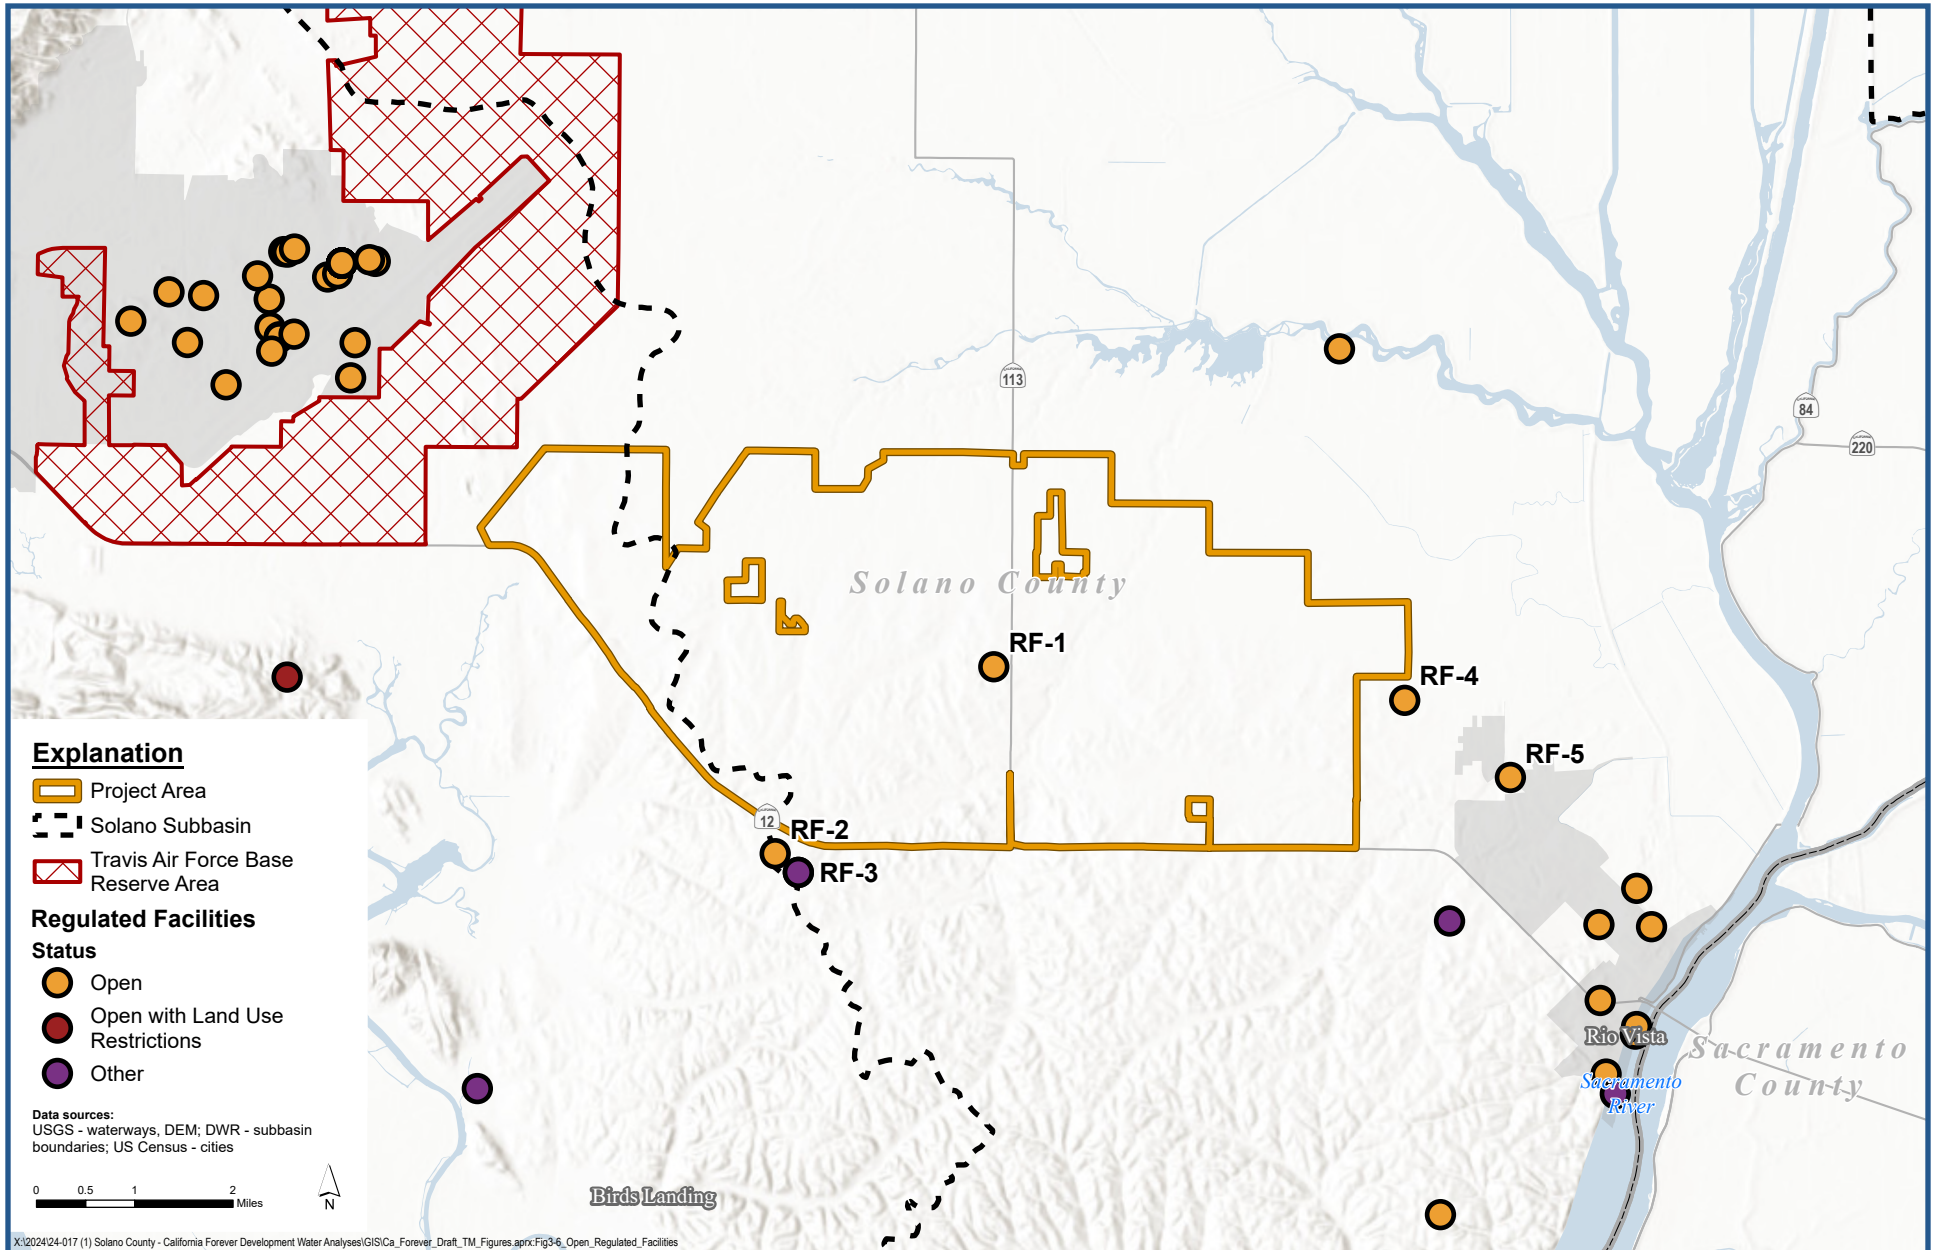 113
84
220
Solano County
RF-1
RF-4
RF-5
12
RF-2
RF-3
Rio Vista
Sacramento
County
Sacramento
River
Birds Landing
Explanation
Project Area
Solano Subbasin
Travis Air Force Base
Reserve Area
Regulated Facilities
Status
Open
Open with Land Use
Restrictions
Other
Data sources:
USGS - waterways, DEM; DWR - subbasin
boundaries; US Census - cities
0 0.5 1 2
Miles
N
X:\2024\24-017 (1) Solano County - California Forever Development Water Analyses\GIS\Ca_Forever_Draft_TM_Figures.aprx:Fig3-6_Open_Regulated_Facilities